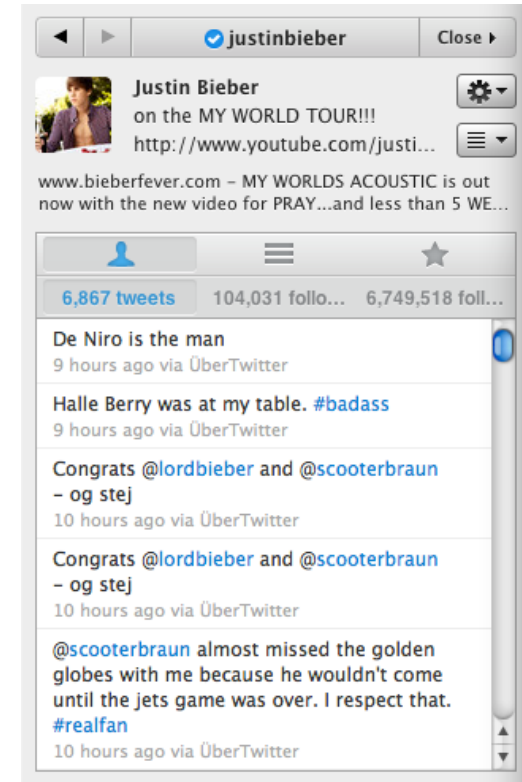 justinbieber
Close
Justin Bieber
on the MY WORLD TOUR!!!
http://www.youtube.com/justi...
www.bieberfever.com – MY WORLDS ACOUSTIC is out
now with the new video for PRAY...and less than 5 WE...
6,867 tweets 104,031 follo... 6,749,518 foll...
De Niro is the man
9 hours ago via ÜberTwitter
Halle Berry was at my table. #badass
9 hours ago via ÜberTwitter
Congrats @lordbieber and @scooterbraun
– og stej
10 hours ago via ÜberTwitter
Congrats @lordbieber and @scooterbraun
– og stej
10 hours ago via ÜberTwitter
@scooterbraun almost missed the golden
globes with me because he wouldn't come
until the jets game was over. I respect that.
#realfan
10 hours ago via ÜberTwitter